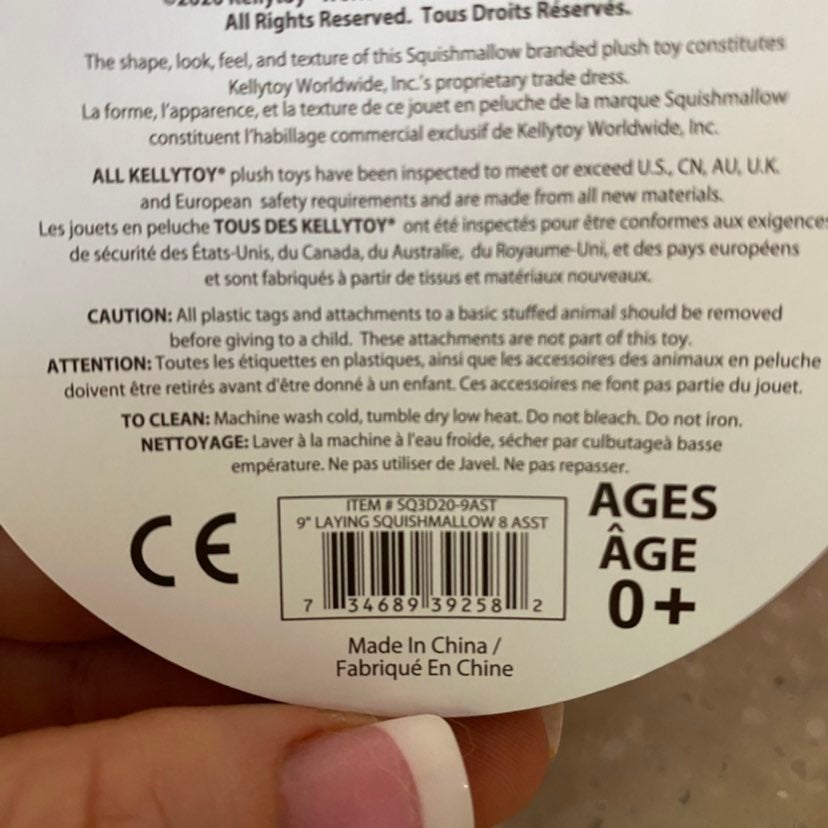 All Rights Reserved. Tous Droits Réservés.
The shape, look, feel, and texture of this Squishmallow branded plush toy constitutes
Kellytoy Worldwide, Inc.'s proprietary trade dress.
La forme, l'apparence, et la texture de ce jouet en peluche de la marque Squishmallow
constituent l'habillage commercial exclusif de Kellytoy Worldwide, Inc.
ALL KELLYTOY® plush toys have been inspected to meet or exceed U.S., CN, AU, U.K.
and European safety requirements and are made from all new materials.
Les jouets en peluche TOUS DES KELLYTOY® ont été inspectés pour être conformes aux exigences
de sécurité des États-Unis, du Canada, du Australie, du Royaume-Uni, et des pays européens
et sont fabriqués à partir de tissus et matériaux nouveaux.
CAUTION: All plastic tags and attachments to a basic stuffed animal should be removed
before giving to a child. These attachments are not part of this toy.
ATTENTION: Toutes les étiquettes en plastiques, ainsi que les accessoires des animaux en peluche
doivent être retirés avant d'être donné à un enfant. Ces accessoires ne font pas partie du jouet.
TO CLEAN: Machine wash cold, tumble dry low heat. Do not bleach. Do not iron.
NETTOYAGE: Laver à la machine à l'eau froide, sécher par culbutageà basse
empérature. Ne pas utiliser de Javel. Ne pas repasser.
CE
ITEM # SQ3D20-9AST
9" LAYING SQUISHMALLOW 8 ASST
7 34689 39258 2
AGES
ÂGE
0+
Made In China /
Fabriqué En Chine